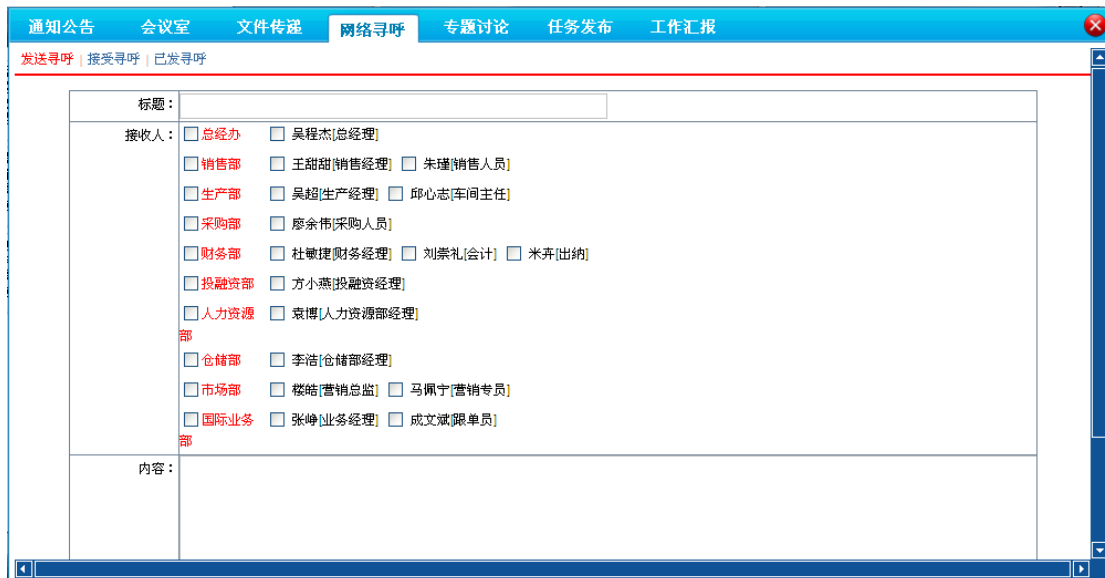 通知公告 会议室 文件传递 网络寻呼 专题讨论 任务发布 工作汇报
发送寻呼 | 接受寻呼 | 已发寻呼
标题：
接收人： 总经办 吴程杰[总经理]
销售部 王甜甜[销售经理] 朱瑾[销售人员]
生产部 吴超[生产经理] 邱心志[车间主任]
采购部 廖余伟[采购人员]
财务部 杜敏捷[财务经理] 刘崇礼[会计] 米卉[出纳]
投融资部 方小燕[投融资经理]
人力资源 袁博[人力资源部经理]
部
仓储部 李浩[仓储部经理]
市场部 楼皓[营销总监] 马佩宁[营销专员]
国际业务 张峥[业务经理] 成文斌[跟单员]
部
内容：